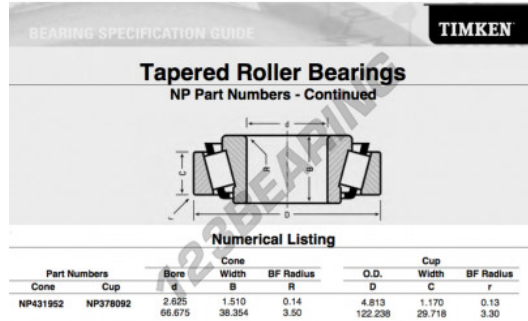 BEARING SPECIFICATION GUIDE
TIMKEN
Tapered Roller Bearings
NP Part Numbers - Continued
d
C
R
B
r
D
123BEARING
Numerical Listing
Cone Cup
Part Numbers Bore Width BF Radius O.D. Width BF Radius
Cone Cup d B R D C r
NP431952 NP378092 2.625 1.510 0.14 4.813 1.170 0.13
66.675 38.354 3.50 122.238 29.718 3.30